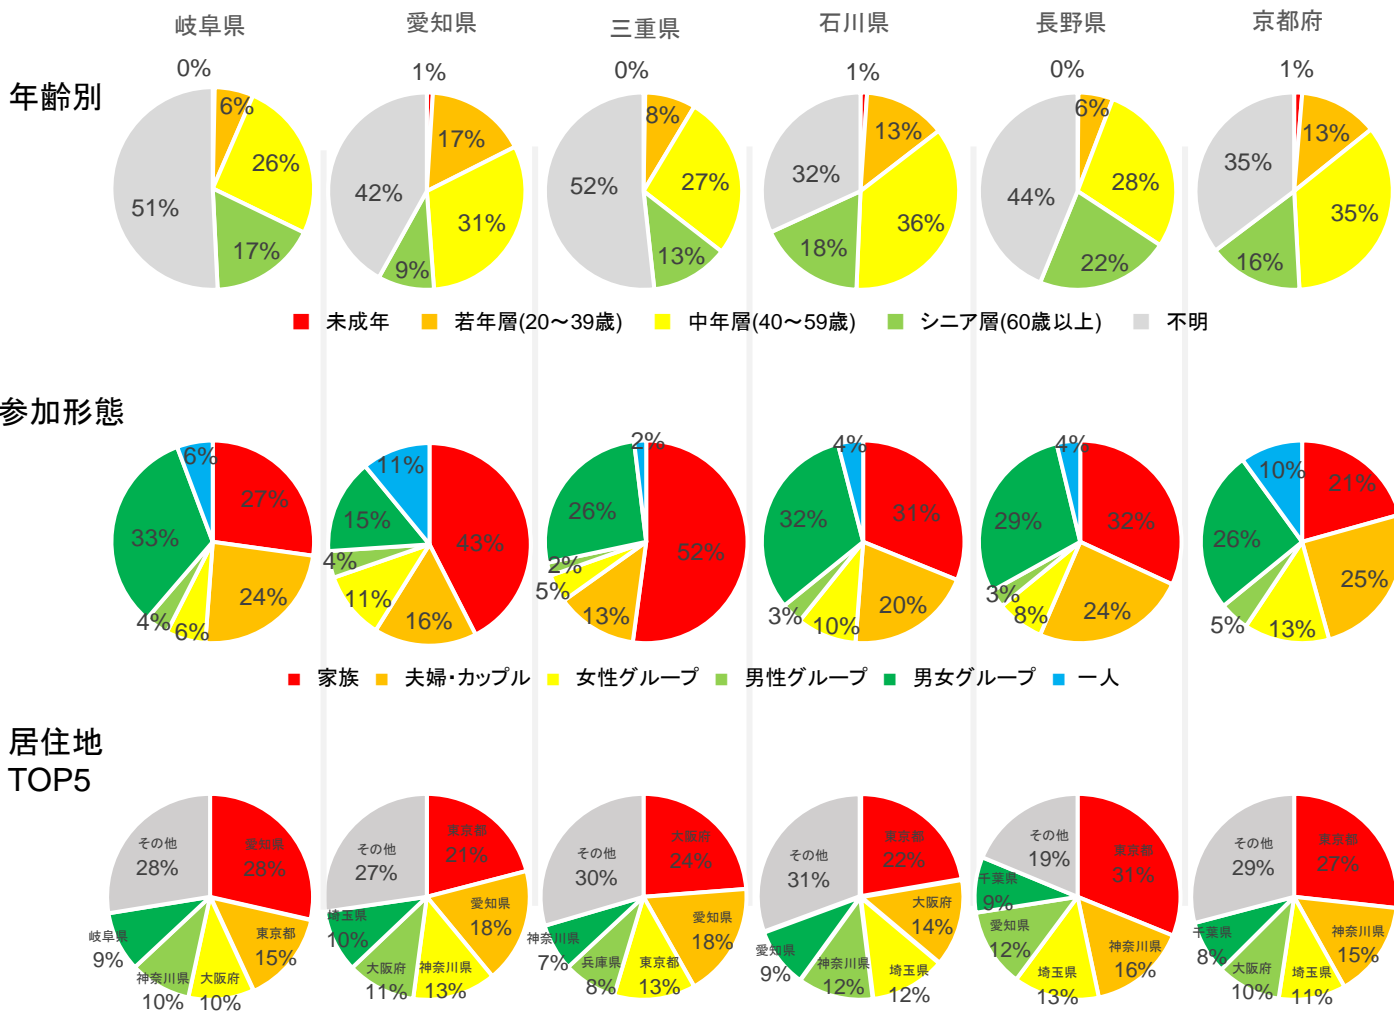 岐阜県
愛知県
三重県
石川県
長野県
京都府
年齢別
0%
6%
26%
17%
51%
1%
17%
31%
9%
42%
0%
8%
27%
13%
52%
1%
13%
36%
18%
32%
0%
6%
28%
22%
44%
1%
13%
35%
16%
35%
未成年
若年層(20～39歳)
中年層(40～59歳)
シニア層(60歳以上)
不明
参加形態
27%
24%
6%
4%
33%
6%
43%
16%
11%
4%
15%
11%
52%
13%
5%
2%
26%
2%
31%
20%
10%
3%
32%
4%
32%
24%
8%
3%
29%
4%
21%
25%
13%
5%
26%
10%
家族
夫婦・カップル
女性グループ
男性グループ
男女グループ
一人
居住地
TOP5
愛知県
28%
東京都
15%
大阪府
10%
神奈川県
10%
岐阜県
9%
その他
28%
東京都
21%
愛知県
18%
神奈川県
13%
大阪府
11%
埼玉県
10%
その他
27%
大阪府
24%
愛知県
18%
東京都
13%
兵庫県
8%
神奈川県
7%
その他
30%
東京都
22%
大阪府
14%
埼玉県
12%
神奈川県
12%
愛知県
9%
その他
31%
東京都
31%
神奈川県
16%
埼玉県
13%
愛知県
12%
千葉県
9%
その他
19%
東京都
27%
神奈川県
15%
埼玉県
11%
大阪府
10%
千葉県
8%
その他
29%